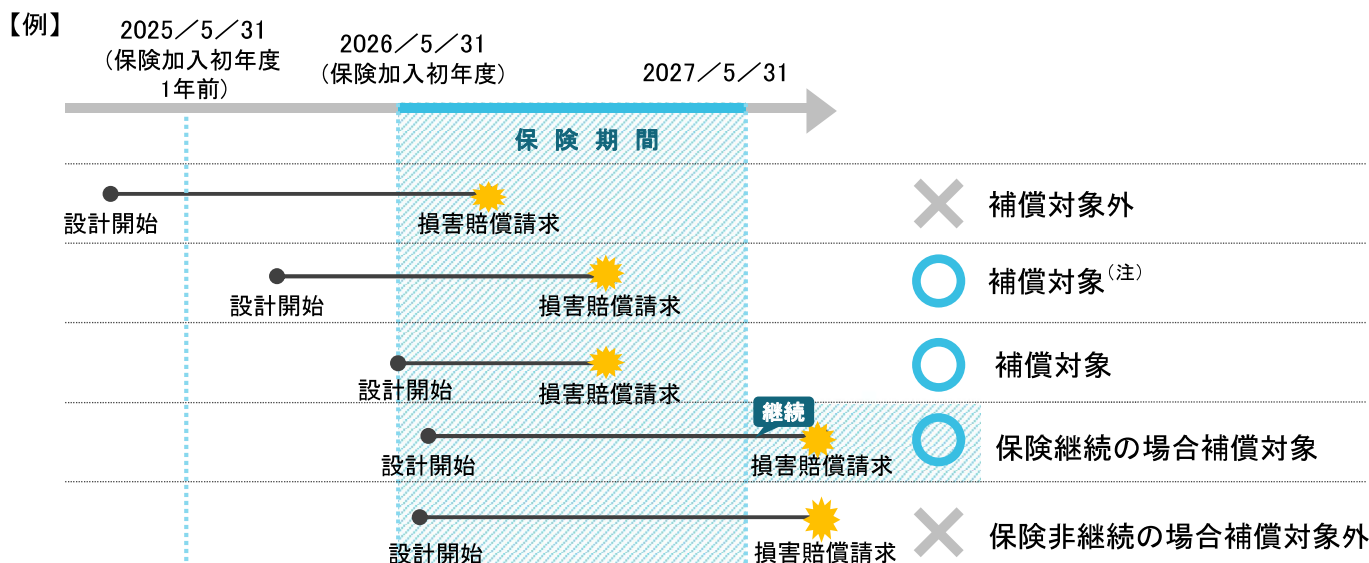 【例】
2025／5／31
（保険加入初年度
1年前）
2026／5／31
（保険加入初年度）
2027／5／31
保険期間
設計開始
損害賠償請求
補償対象外
設計開始
損害賠償請求
補償対象（注）
設計開始
損害賠償請求
補償対象
継続
設計開始
損害賠償請求
保険継続の場合補償対象
設計開始
損害賠償請求
保険非継続の場合補償対象外